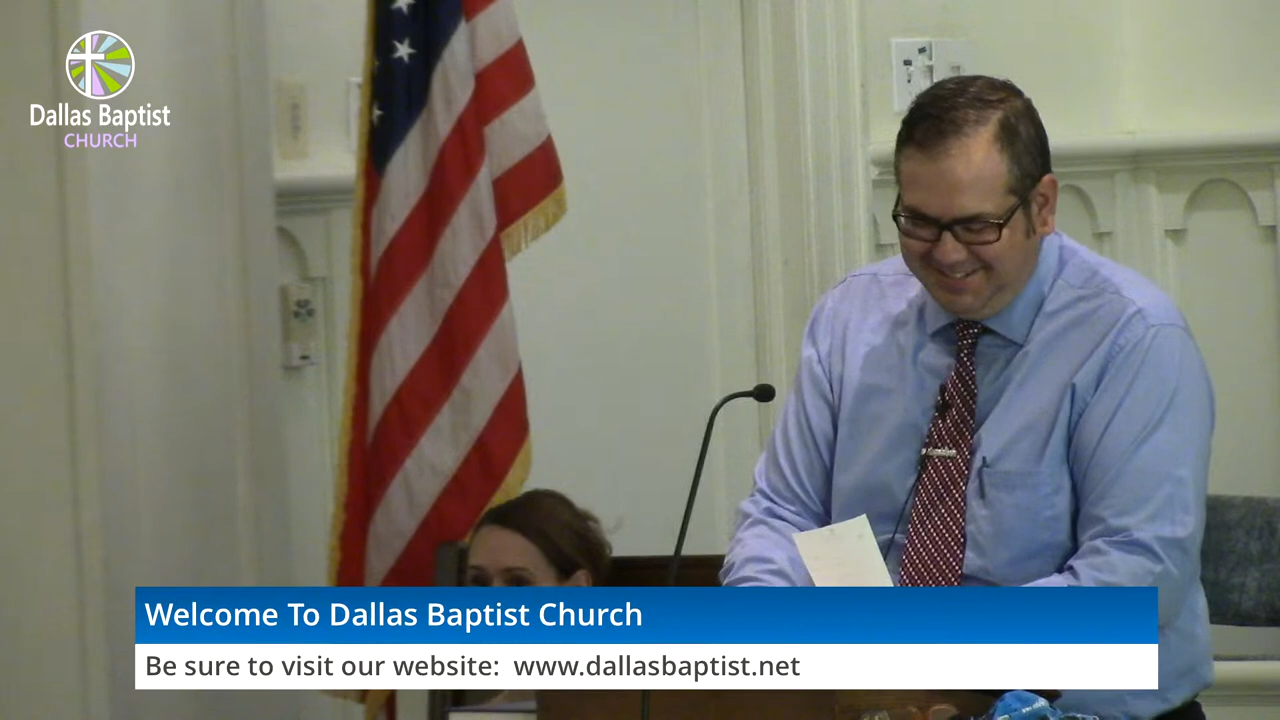 Dallas Baptist
CHURCH
Welcome To Dallas Baptist Church
Be sure to visit our website: www.dallasbaptist.net